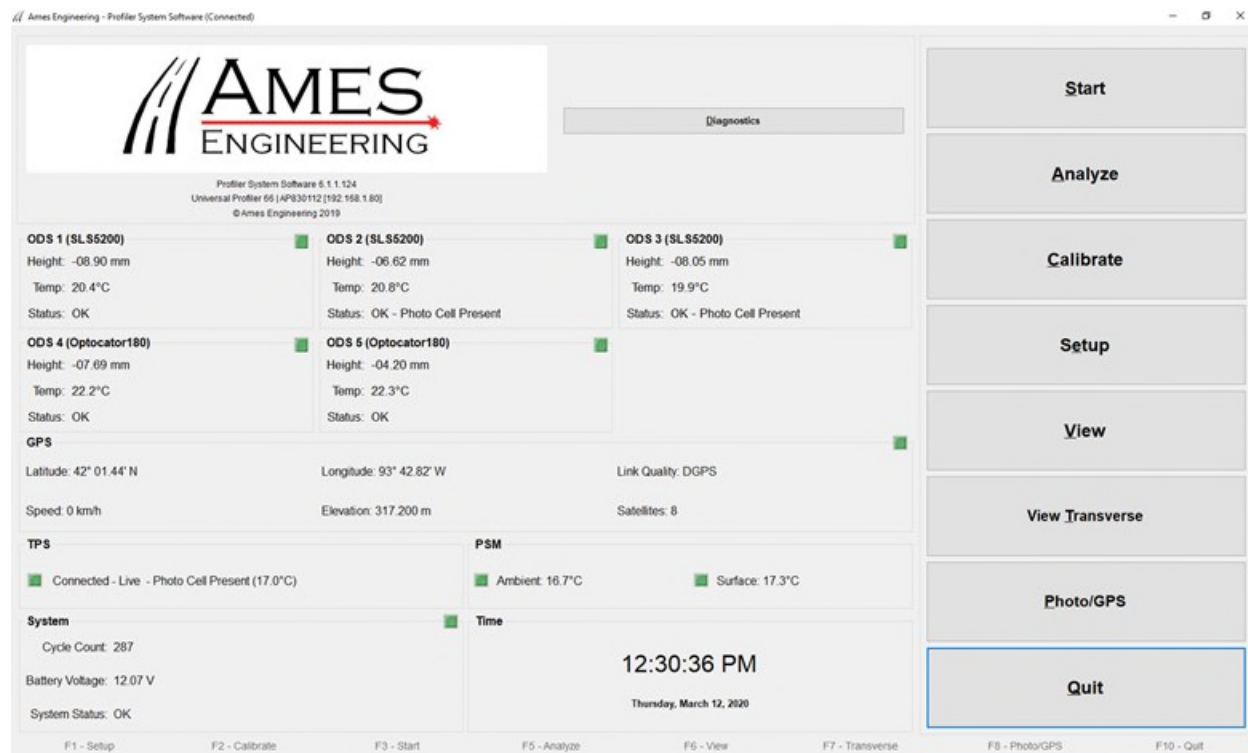 Ames Engineering - Profiler System Software (Connected)
AMES
ENGINEERING
Profiler System Software 6.1.1.124
Universal Profiler 66 | AP830112 [192.168.1.80]
© Ames Engineering 2019
Diagnostics
ODS 1 (SLS5200)
Height: -08.90 mm
Temp: 20.4°C
Status: OK
ODS 2 (SLS5200)
Height: -06.62 mm
Temp: 20.8°C
Status: OK - Photo Cell Present
ODS 3 (SLS5200)
Height: -08.05 mm
Temp: 19.9°C
Status: OK - Photo Cell Present
ODS 4 (Optocator180)
Height: -07.69 mm
Temp: 22.2°C
Status: OK
ODS 5 (Optocator180)
Height: -04.20 mm
Temp: 22.3°C
Status: OK
GPS
Latitude: 42° 01.44' N
Longitude: 93° 42.82' W
Link Quality: DGPS
Speed: 0 km/h
Elevation: 317.200 m
Satellites: 8
TPS
Connected - Live - Photo Cell Present (17.0°C)
PSM
Ambient: 16.7°C
Surface: 17.3°C
System
Cycle Count: 287
Battery Voltage: 12.07 V
System Status: OK
Time
12:30:36 PM
Thursday, March 12, 2020
Start
Analyze
Calibrate
Setup
View
View Transverse
Photo/GPS
Quit
F1 - Setup
F2 - Calibrate
F3 - Start
F5 - Analyze
F6 - View
F7 - Transverse
F8 - Photo/GPS
F10 - Quit